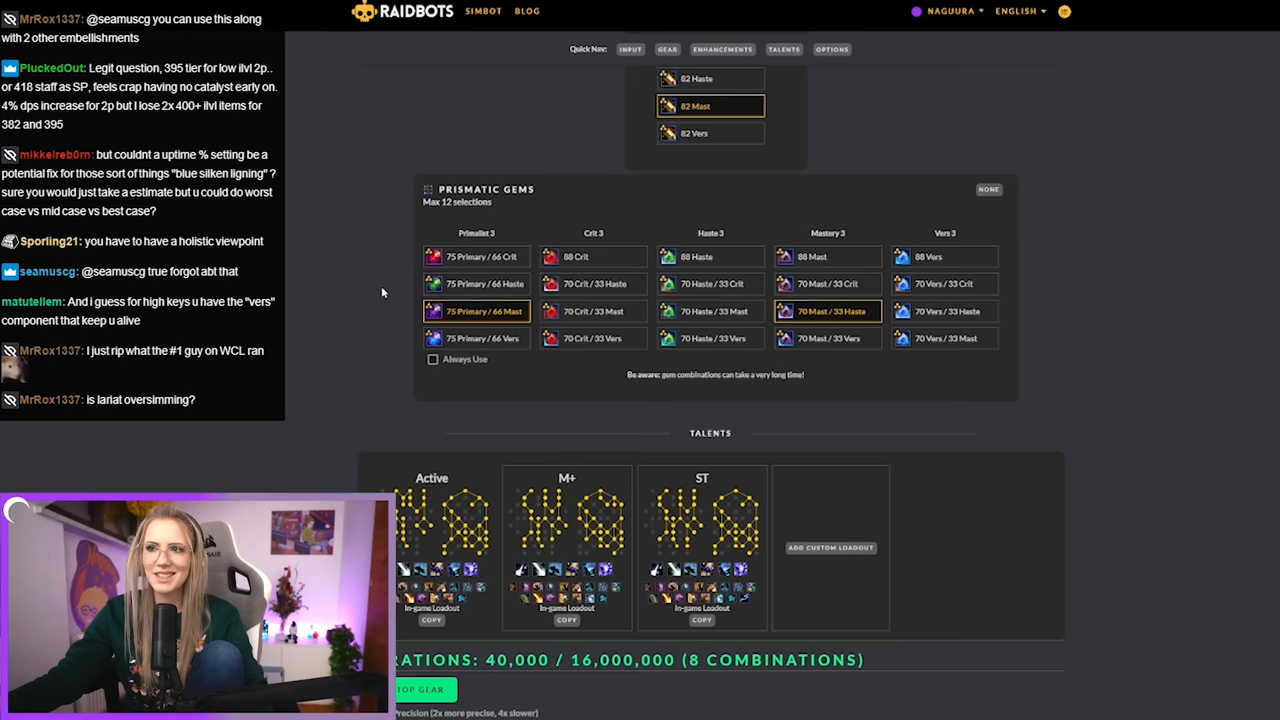 MrRox1337: @seamuscg you can use this along
with 2 other embellishments
PluckedOut: Legit question, 395 tier for low ilvl 2p..
or 418 staff as SP, feels crap having no catalyst early on.
4% dps increase for 2p but I lose 2x 400+ ilvl items for
382 and 395
mikkelreb0rn: but couldnt a uptime % setting be a
potential fix for those sort of things "blue silken ligning" ?
sure you would just take a estimate but u could do worst
case vs mid case vs best case?
Sporling21: you have to have a holistic viewpoint
seamuscg: @seamuscg true forgot abt that
matutellem: And i guess for high keys u have the "vers"
component that keep u alive
MrRox1337: I just rip what the #1 guy on WCL ran
MrRox1337: is lariat oversimming?
RAIDBOTS SIMBOT BLOG NAGUURA ENGLISH
Quick Nav: INPUT GEAR ENHANCEMENTS TALENTS OPTIONS
82 Haste
82 Mast
82 Vers
PRISMATIC GEMS NONE
Max 12 selections
Primalist 3 Crit 3 Haste 3 Mastery 3 Vers 3
75 Primary / 66 Crit 88 Crit 88 Haste 88 Mast 88 Vers
75 Primary / 66 Haste 70 Crit / 33 Haste 70 Haste / 33 Crit 70 Mast / 33 Crit 70 Vers / 33 Crit
75 Primary / 66 Mast 70 Crit / 33 Mast 70 Haste / 33 Mast 70 Mast / 33 Haste 70 Vers / 33 Haste
75 Primary / 66 Vers 70 Crit / 33 Vers 70 Haste / 33 Vers 70 Mast / 33 Vers 70 Vers / 33 Mast
Always Use
Be aware: gem combinations can take a very long time!
TALENTS
Active M+ ST
ADD CUSTOM LOADOUT
In-game Loadout In-game Loadout In-game Loadout
COPY COPY COPY
RATIONS: 40,000 / 16,000,000 (8 COMBINATIONS)
TOP GEAR
Precision (2x more precise, 4x slower)